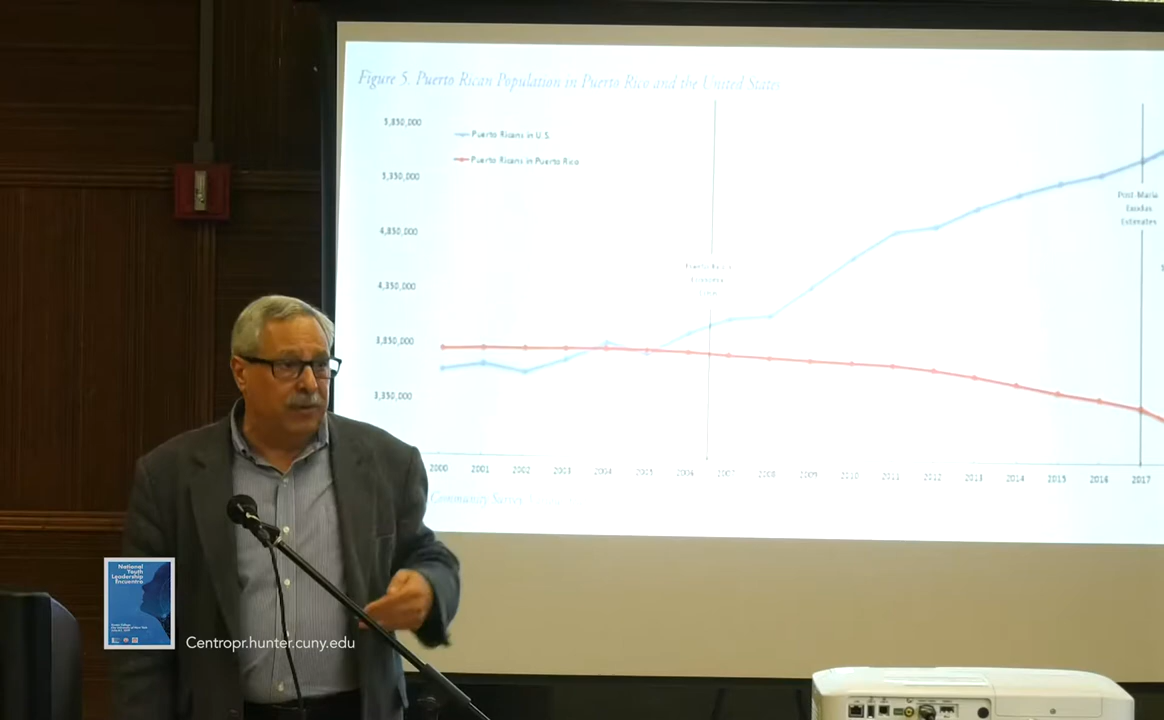 Figure 5. Puerto Rican Population in Puerto Rico and the United States
5,850,000
Puerto Ricans in U.S.
Puerto Ricans in Puerto Rico
5,350,000
Post-Maria
Exodus
Estimates
4,850,000
4,350,000
3,850,000
3,350,000
2000 2001 2002 2003 2004 2005 2006 2007 2008 2009 2010 2011 2012 2013 2014 2015 2016 2017
Community Survey
National
Youth
Leadership
Encuentro
Centropr.hunter.cuny.edu